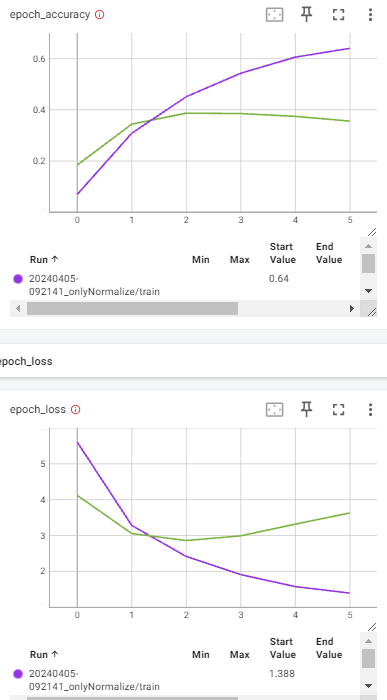 epoch_accuracy
0.6
0.4
0.2
0 1 2 3 4 5
Run ↑ Min Max Start Value End Value
20240405-
092141_onlyNormalize/train 0.64
epoch_loss
epoch_loss
5
4
3
2
0 1 2 3 4 5
Run ↑ Min Max Start Value End Value
20240405-
092141_onlyNormalize/train 1.388